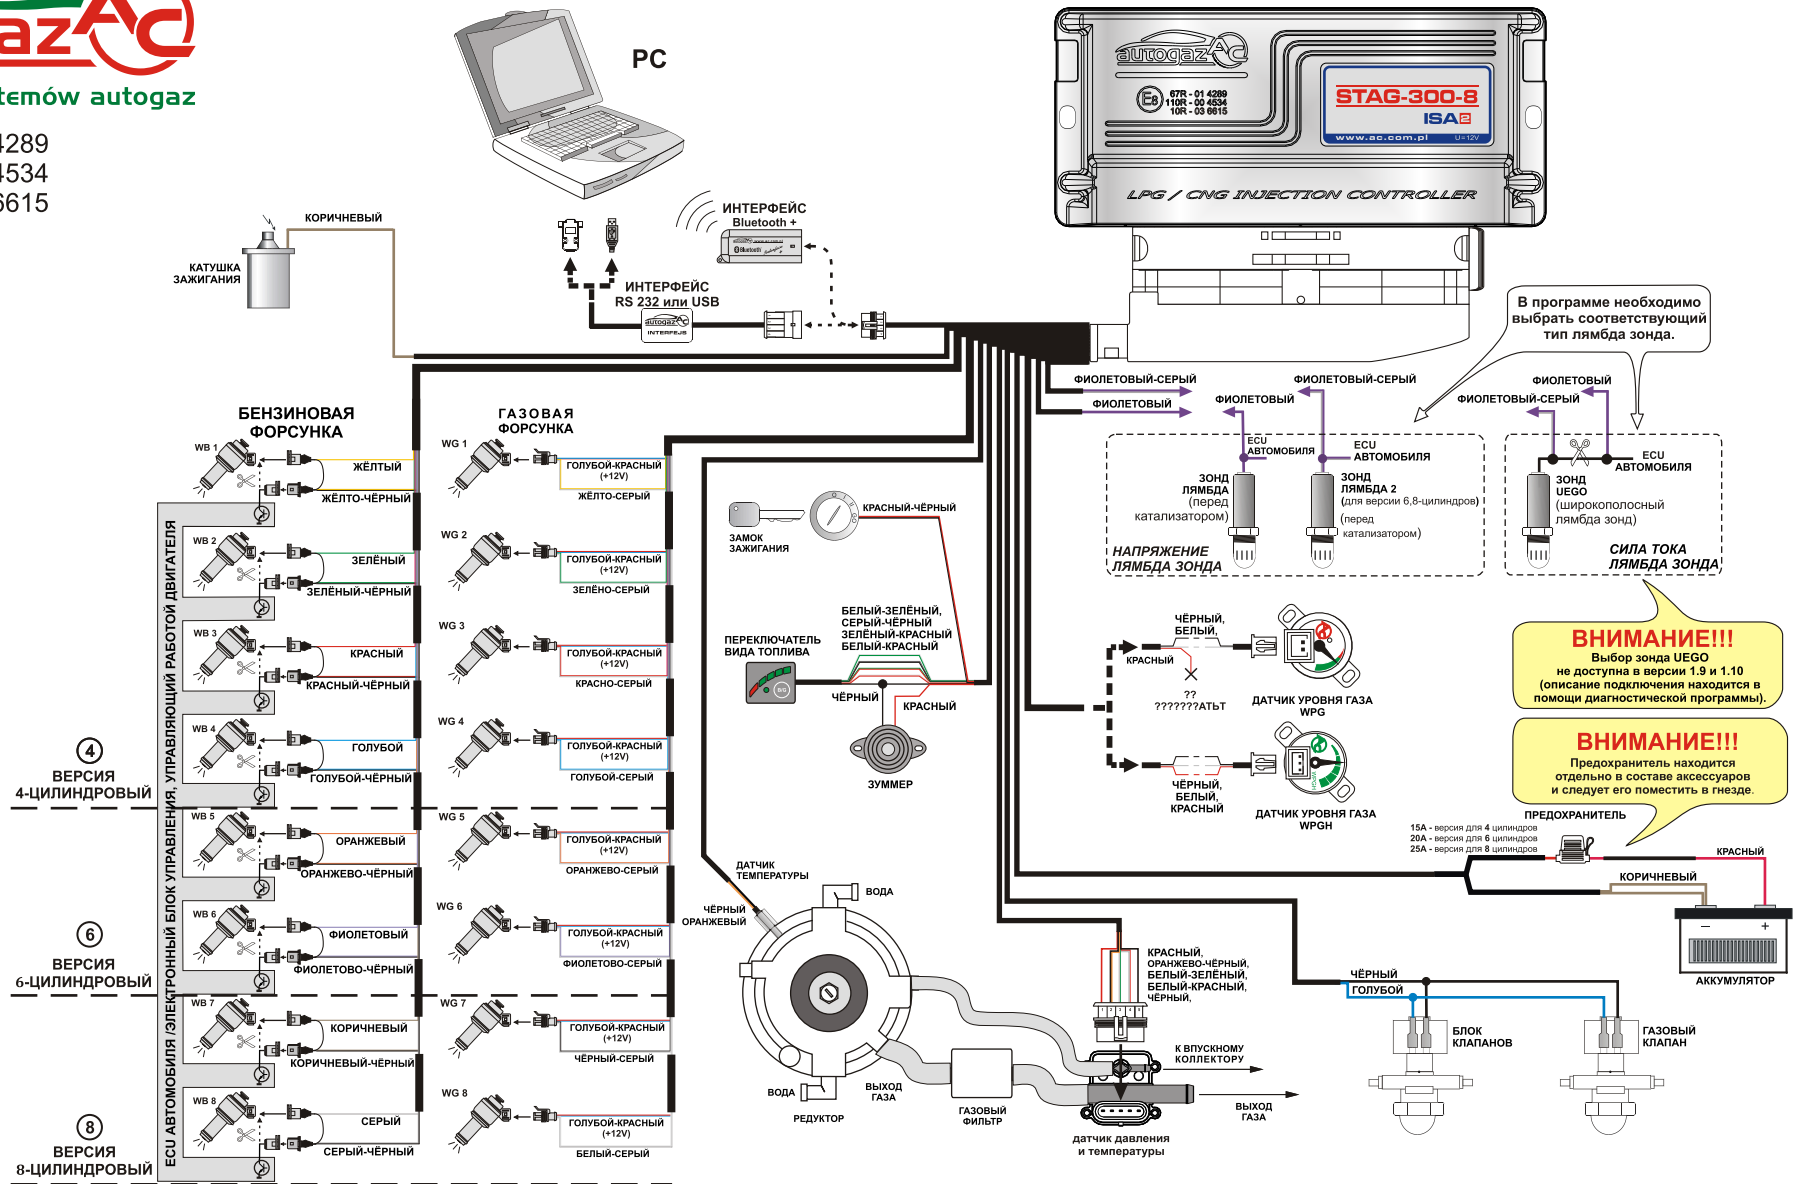 az AC
temów autogaz
4289
4534
6615
PC
autogaz AC
E8
67R - 01 4289
110R - 00 4534
10R - 03 6615
STAG-300-8
ISA2
www.ac.com.pl U=12V
LPG / CNG INJECTION CONTROLLER
КОРИЧНЕВЫЙ
КАТУШКА
ЗАЖИГАНИЯ
ИНТЕРФЕЙС
Bluetooth +
Bluetooth
ИНТЕРФЕЙС
RS 232 или USB
autogaz AC
INTERFEJS
В программе необходимо
выбрать соответствующий
тип лямбда зонда.
ФИОЛЕТОВЫЙ-СЕРЫЙ
ФИОЛЕТОВЫЙ
ФИОЛЕТОВЫЙ-СЕРЫЙ
ФИОЛЕТОВЫЙ
ФИОЛЕТОВЫЙ
ФИОЛЕТОВЫЙ-СЕРЫЙ
ECU
АВТОМОБИЛЯ
ECU
АВТОМОБИЛЯ
ECU
АВТОМОБИЛЯ
ЗОНД
ЛЯМБДА
(перед
катализатором)
ЗОНД
ЛЯМБДА 2
(для версии 6,8-цилиндров)
(перед
катализатором)
НАПРЯЖЕНИЕ
ЛЯМБДА ЗОНДА
ЗОНД
UEGO
(широкополосный
лямбда зонд)
СИЛА ТОКА
ЛЯМБДА ЗОНДА
ВНИМАНИЕ!!!
Выбор зонда UEGO
не доступна в версии 1.9 и 1.10
(описание подключения находится в
помощи диагностической программы).
ВНИМАНИЕ!!!
Предохранитель находится
отдельно в составе аксессуаров
и следует его поместить в гнезде.
ПРЕДОХРАНИТЕЛЬ
15A - версия для 4 цилиндров
20A - версия для 6 цилиндров
25A - версия для 8 цилиндров
КРАСНЫЙ
КОРИЧНЕВЫЙ
– +
АККУМУЛЯТОР
БЕНЗИНОВАЯ
ФОРСУНКА
ГАЗОВАЯ
ФОРСУНКА
ECU АВТОМОБИЛЯ /ЭЛЕКТРОННЫЙ БЛОК УПРАВЛЕНИЯ, УПРАВЛЯЮЩИЙ РАБОТОЙ ДВИГАТЕЛЯ
WB 1
ЖЁЛТЫЙ
ЖЁЛТО-ЧЁРНЫЙ
WG 1
ГОЛУБОЙ-КРАСНЫЙ
(+12V)
ЖЁЛТО-СЕРЫЙ
WB 2
ЗЕЛЁНЫЙ
ЗЕЛЁНЫЙ-ЧЁРНЫЙ
WG 2
ГОЛУБОЙ-КРАСНЫЙ
(+12V)
ЗЕЛЁНО-СЕРЫЙ
WB 3
КРАСНЫЙ
КРАСНЫЙ-ЧЁРНЫЙ
WG 3
ГОЛУБОЙ-КРАСНЫЙ
(+12V)
КРАСНО-СЕРЫЙ
WB 4
ГОЛУБОЙ
ГОЛУБОЙ-ЧЁРНЫЙ
WG 4
ГОЛУБОЙ-КРАСНЫЙ
(+12V)
ГОЛУБОЙ-СЕРЫЙ
4
ВЕРСИЯ
4-ЦИЛИНДРОВЫЙ
WB 5
ОРАНЖЕВЫЙ
ОРАНЖЕВО-ЧЁРНЫЙ
WG 5
ГОЛУБОЙ-КРАСНЫЙ
(+12V)
ОРАНЖЕВО-СЕРЫЙ
WB 6
ФИОЛЕТОВЫЙ
ФИОЛЕТОВО-ЧЁРНЫЙ
WG 6
ГОЛУБОЙ-КРАСНЫЙ
(+12V)
ФИОЛЕТОВО-СЕРЫЙ
6
ВЕРСИЯ
6-ЦИЛИНДРОВЫЙ
WB 7
КОРИЧНЕВЫЙ
КОРИЧНЕВЫЙ-ЧЁРНЫЙ
WG 7
ГОЛУБОЙ-КРАСНЫЙ
(+12V)
ЧЁРНЫЙ-СЕРЫЙ
WB 8
СЕРЫЙ
СЕРЫЙ-ЧЁРНЫЙ
WG 8
ГОЛУБОЙ-КРАСНЫЙ
(+12V)
БЕЛЫЙ-СЕРЫЙ
8
ВЕРСИЯ
8-ЦИЛИНДРОВЫЙ
ЗАМОК
ЗАЖИГАНИЯ
КРАСНЫЙ-ЧЁРНЫЙ
ПЕРЕКЛЮЧАТЕЛЬ
ВИДА ТОПЛИВА
БЕЛЫЙ-ЗЕЛЁНЫЙ,
СЕРЫЙ-ЧЁРНЫЙ
ЗЕЛЁНЫЙ-КРАСНЫЙ
БЕЛЫЙ-КРАСНЫЙ
ЧЁРНЫЙ
КРАСНЫЙ
ЗУММЕР
ЧЁРНЫЙ,
БЕЛЫЙ,
КРАСНЫЙ
??
???????АТЬТ
ДАТЧИК УРОВНЯ ГАЗА
WPG
ЧЁРНЫЙ,
БЕЛЫЙ,
КРАСНЫЙ
ДАТЧИК УРОВНЯ ГАЗА
WPGH
ДАТЧИК
ТЕМПЕРАТУРЫ
ЧЁРНЫЙ
ОРАНЖЕВЫЙ
ВОДА
ВОДА
РЕДУКТОР
ВЫХОД
ГАЗА
ГАЗОВЫЙ
ФИЛЬТР
КРАСНЫЙ,
ОРАНЖЕВО-ЧЁРНЫЙ,
БЕЛЫЙ-ЗЕЛЁНЫЙ,
БЕЛЫЙ-КРАСНЫЙ,
ЧЁРНЫЙ,
К ВПУСКНОМУ
КОЛЛЕКТОРУ
ВЫХОД
ГАЗА
датчик давления
и температуры
ЧЁРНЫЙ
ГОЛУБОЙ
БЛОК
КЛАПАНОВ
ГАЗОВЫЙ
КЛАПАН